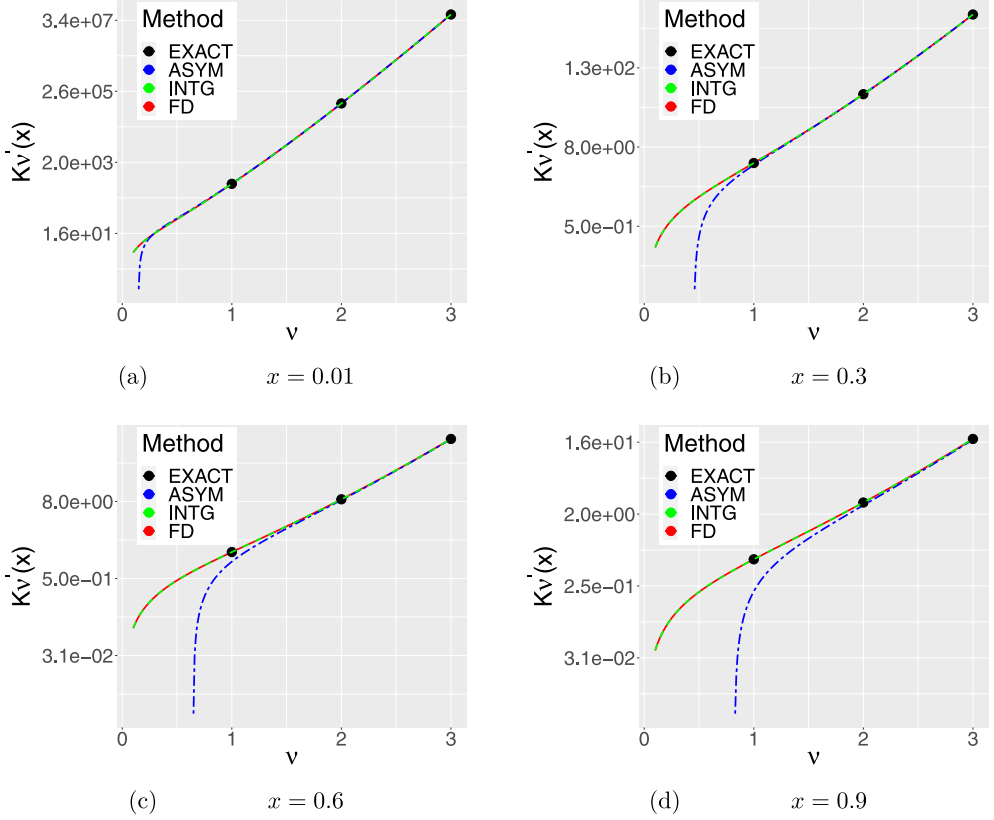 Method
EXACT
ASYM
INTG
FD
3.4e+07
2.6e+05
2.0e+03
1.6e+01
Kν'(x)
0 1 2 3
ν
(a) x = 0.01
Method
EXACT
ASYM
INTG
FD
1.3e+02
8.0e+00
5.0e−01
Kν'(x)
0 1 2 3
ν
(b) x = 0.3
Method
EXACT
ASYM
INTG
FD
8.0e+00
5.0e−01
3.1e−02
Kν'(x)
0 1 2 3
ν
(c) x = 0.6
Method
EXACT
ASYM
INTG
FD
1.6e+01
2.0e+00
2.5e−01
3.1e−02
Kν'(x)
0 1 2 3
ν
(d) x = 0.9